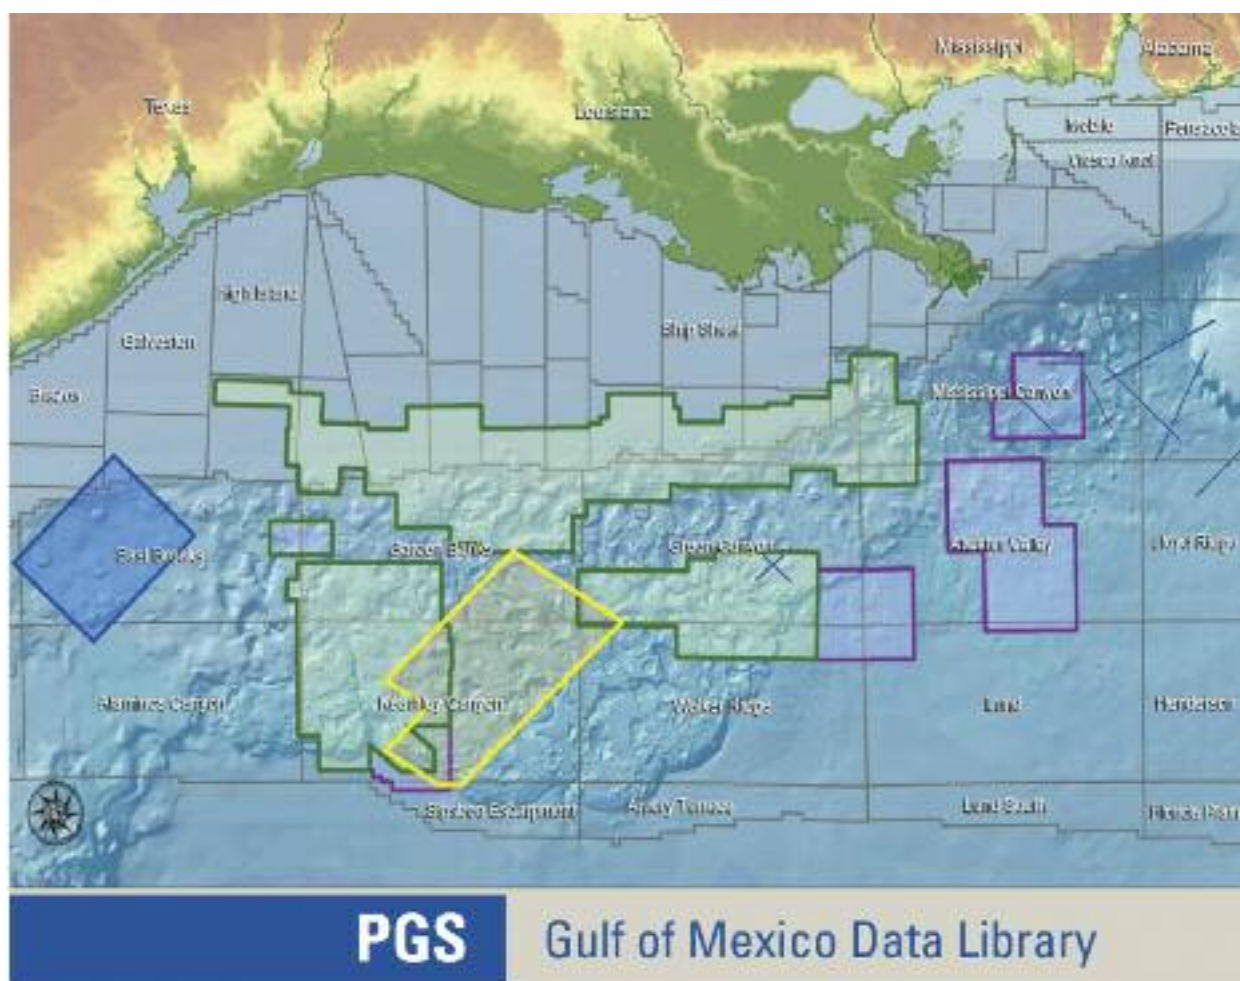 Mississippi
Alabama
Texas
Louisiana
Mobile
Pensacola
Viosca Knoll
High Island
Galveston
Ship Shoal
Brazos
Mississippi Canyon
East Breaks
Garden Banks
Green Canyon
Atwater Valley
Lloyd Ridge
Alaminos Canyon
Keathley Canyon
Walker Ridge
Lund
Henderson
Sigsbee Escarpment
Amery Terrace
Lund South
Florida Plain
PGS
Gulf of Mexico Data Library